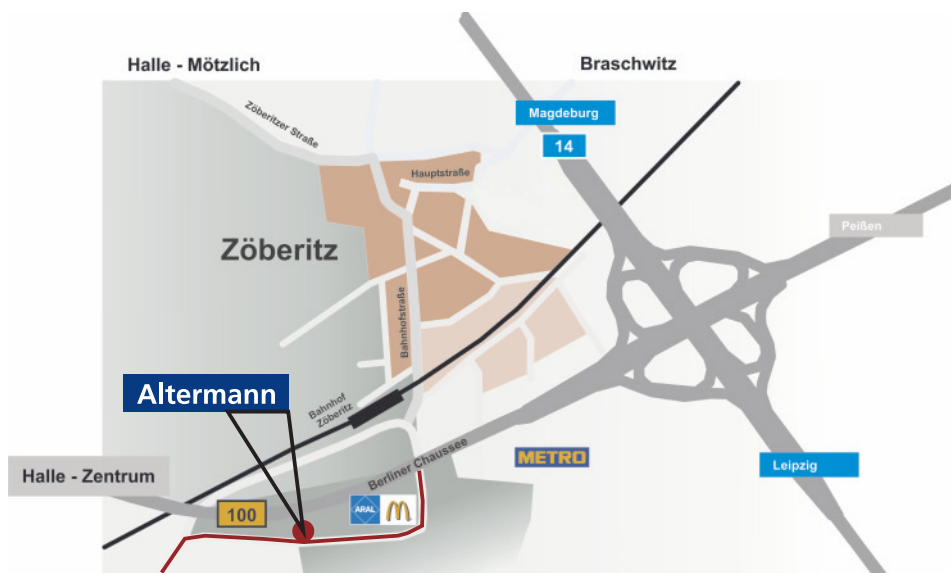 Halle - Mötzlich
Braschwitz
Zöberitzer Straße
Magdeburg
14
Hauptstraße
Peißen
Zöberitz
Bahnhofstraße
Altermann
Bahnhof
Zöberitz
Berliner Chaussee
METRO
Leipzig
Halle - Zentrum
100
ARAL